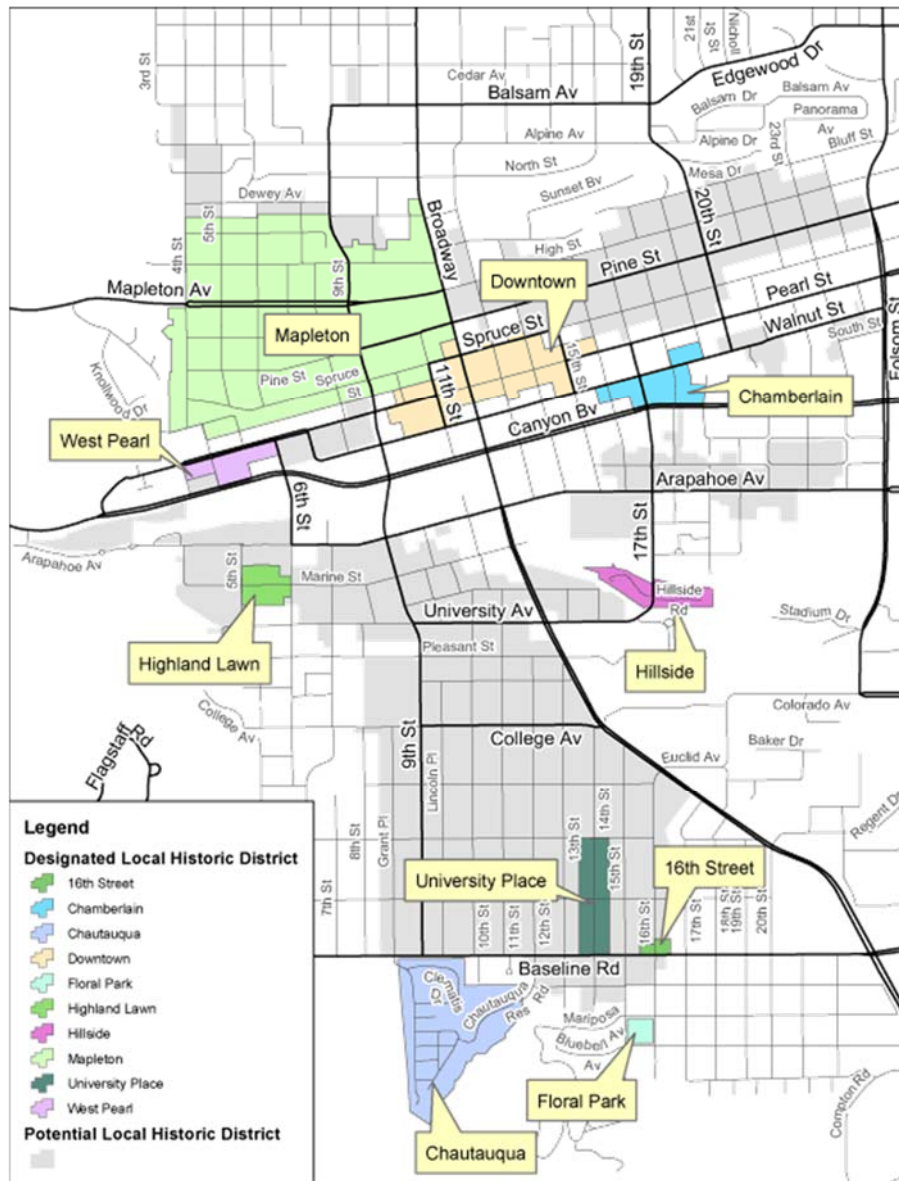 3rd St
19th St
21st St
Nicholl St
Edgewood Dr
Cedar Av
Balsam Av
Balsam Dr
Balsam Av
Panorama Av
Alpine Av
Alpine Dr
23rd St
Bluff St
North St
Mesa Dr
Dewey Av
Sunset Bv
5th St
Broadway
20th St
4th St
High St
9th St
Pine St
Downtown
Mapleton Av
Pearl St
Mapleton
Spruce St
Walnut St
South St
Folsom St
15th St
11th St
Pine St
Spruce St
Knollwood Dr
Canyon Bv
Chamberlain
West Pearl
Arapahoe Av
6th St
17th St
Arapahoe Av
5th St
Marine St
Hillside Rd
University Av
Stadium Dr
Highland Lawn
Pleasant St
Hillside
College Av
Colorado Av
College Av
Baker Dr
Euclid Av
Flagstaff Rd
9th St
Lincoln Pl
Regent Dr
Grant Pl
8th St
7th St
13th St
14th St
15th St
16th Street
University Place
10th St
11th St
12th St
16th St
17th St
18th St
19th St
20th St
Baseline Rd
Clematis Dr
Chautauqua Res Rd
Mariposa Av
Bluebell Av
Floral Park
Compton Rd
Chautauqua
Legend
Designated Local Historic District
16th Street
Chamberlain
Chautauqua
Downtown
Floral Park
Highland Lawn
Hillside
Mapleton
University Place
West Pearl
Potential Local Historic District